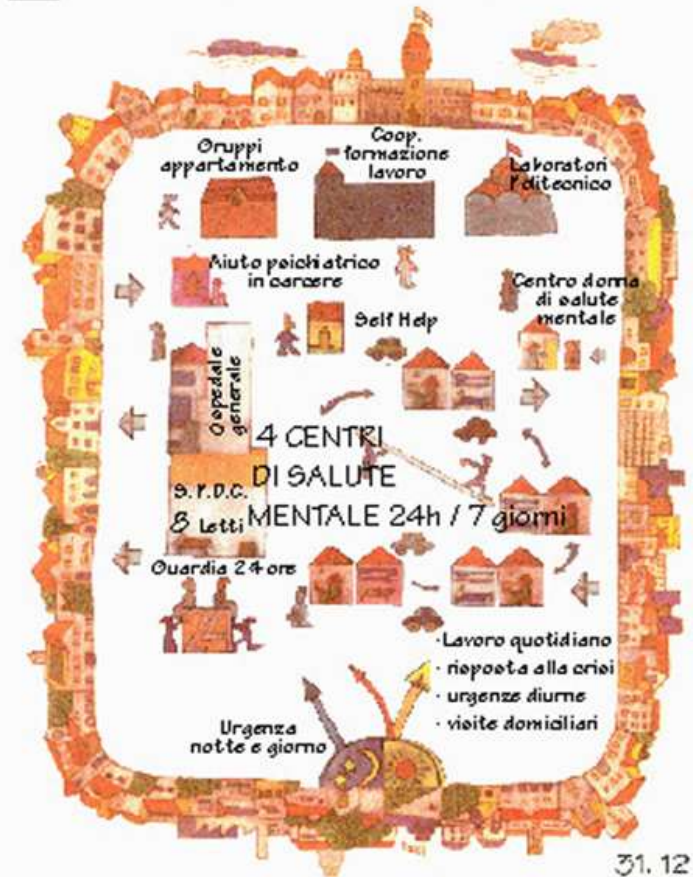 Gruppi
appartamento
Coop.
formazione
lavoro
Laboratori
Politecnico
Aiuto psichiatrico
in carcere
Centro donna
di salute
mentale
Self Help
Ospedale
generale
4 CENTRI
DI SALUTE
MENTALE 24h / 7 giorni
S.P.D.C.
8 letti
Guardia 24 ore
· Lavoro quotidiano
· risposta alla crisi
· urgenze diurne
· visite domiciliari
Urgenza
notte e giorno
31.12